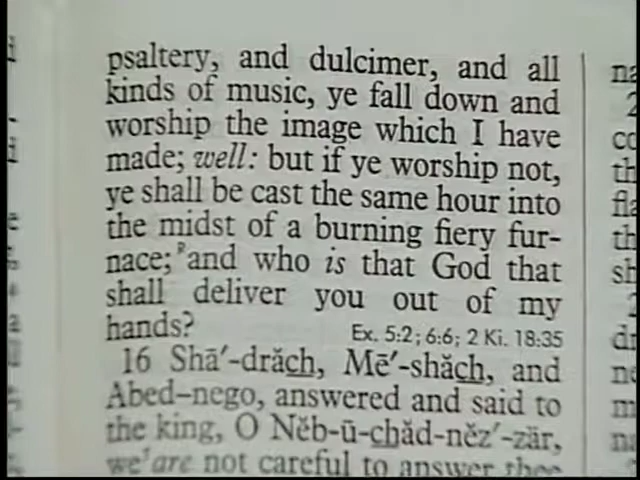 psaltery, and dulcimer, and all
kinds of music, ye fall down and
worship the image which I have
made; well: but if ye worship not,
ye shall be cast the same hour into
the midst of a burning fiery fur-
nace; and who is that God that
shall deliver you out of my
hands? Ex. 5:2; 6:6; 2 Ki. 18:35
16 Shā′-drăch, Mē′-shăch, and
Abed–nego, answered and said to
the king, O Nĕb-ū-chăd-nĕz′-zär,
we are not careful to answer thee